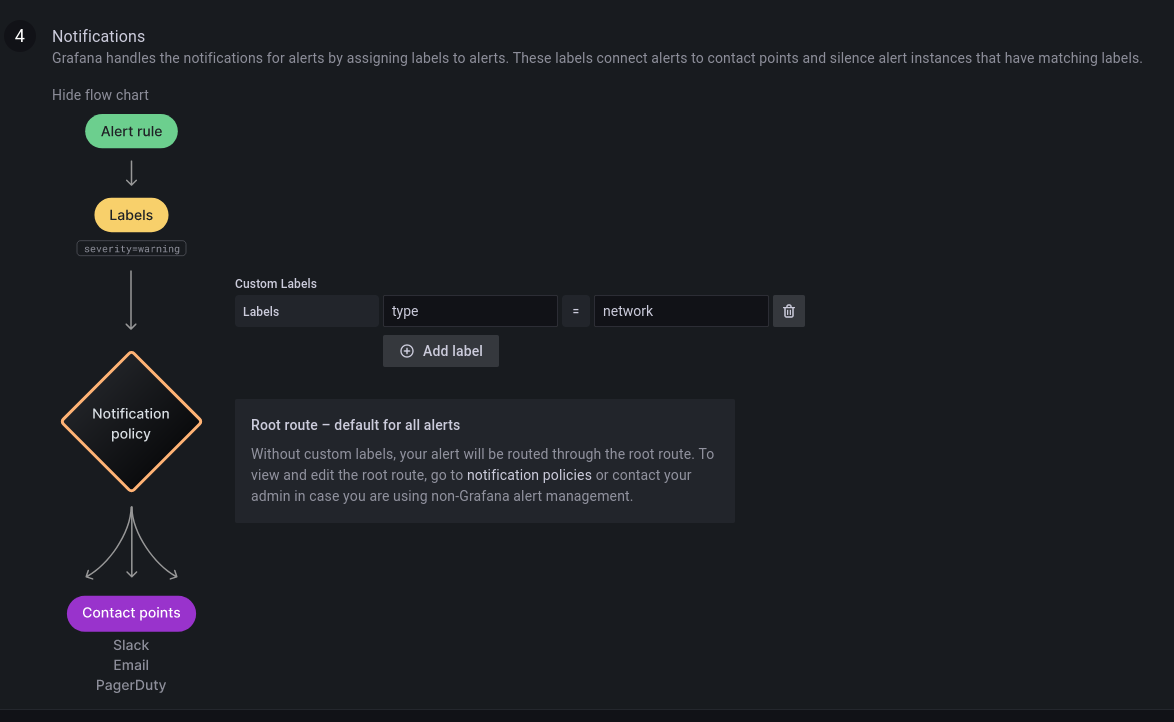 4
Notifications
Grafana handles the notifications for alerts by assigning labels to alerts. These labels connect alerts to contact points and silence alert instances that have matching labels.
Hide flow chart
Alert rule
Labels
severity=warning
Custom Labels
Labels type = network
Add label
Notification
policy
Root route – default for all alerts
Without custom labels, your alert will be routed through the root route. To
view and edit the root route, go to notification policies or contact your
admin in case you are using non-Grafana alert management.
Contact points
Slack
Email
PagerDuty